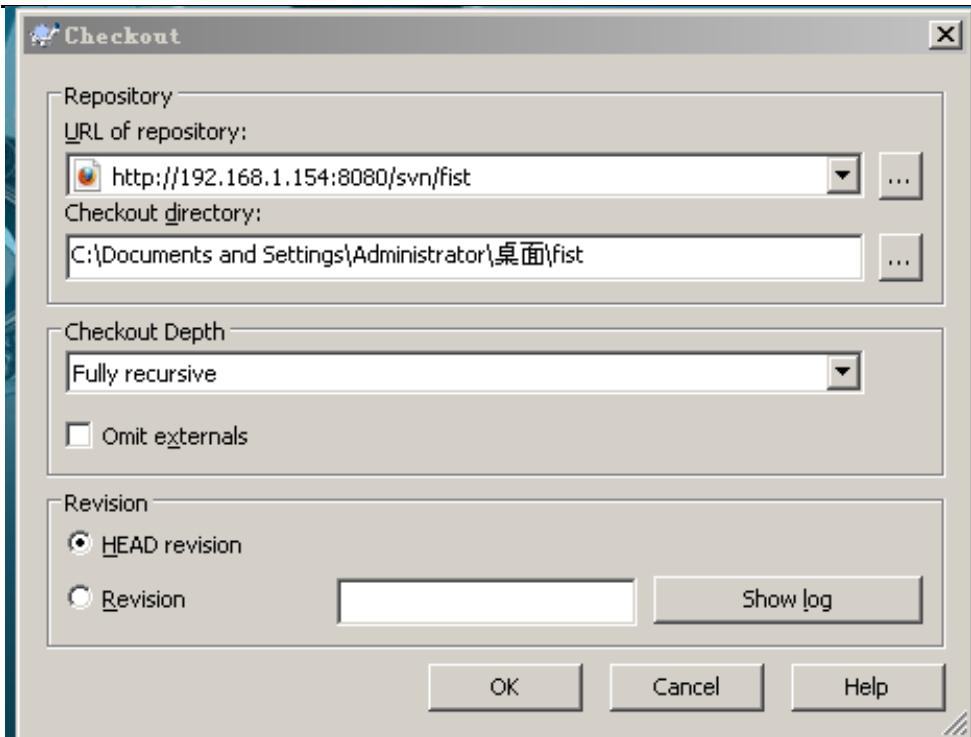 Checkout
Repository
URL of repository:
http://192.168.1.154:8080/svn/fist
...
Checkout directory:
C:\Documents and Settings\Administrator\桌面\fist
...
Checkout Depth
Fully recursive
Omit externals
Revision
HEAD revision
Revision
Show log
OK
Cancel
Help